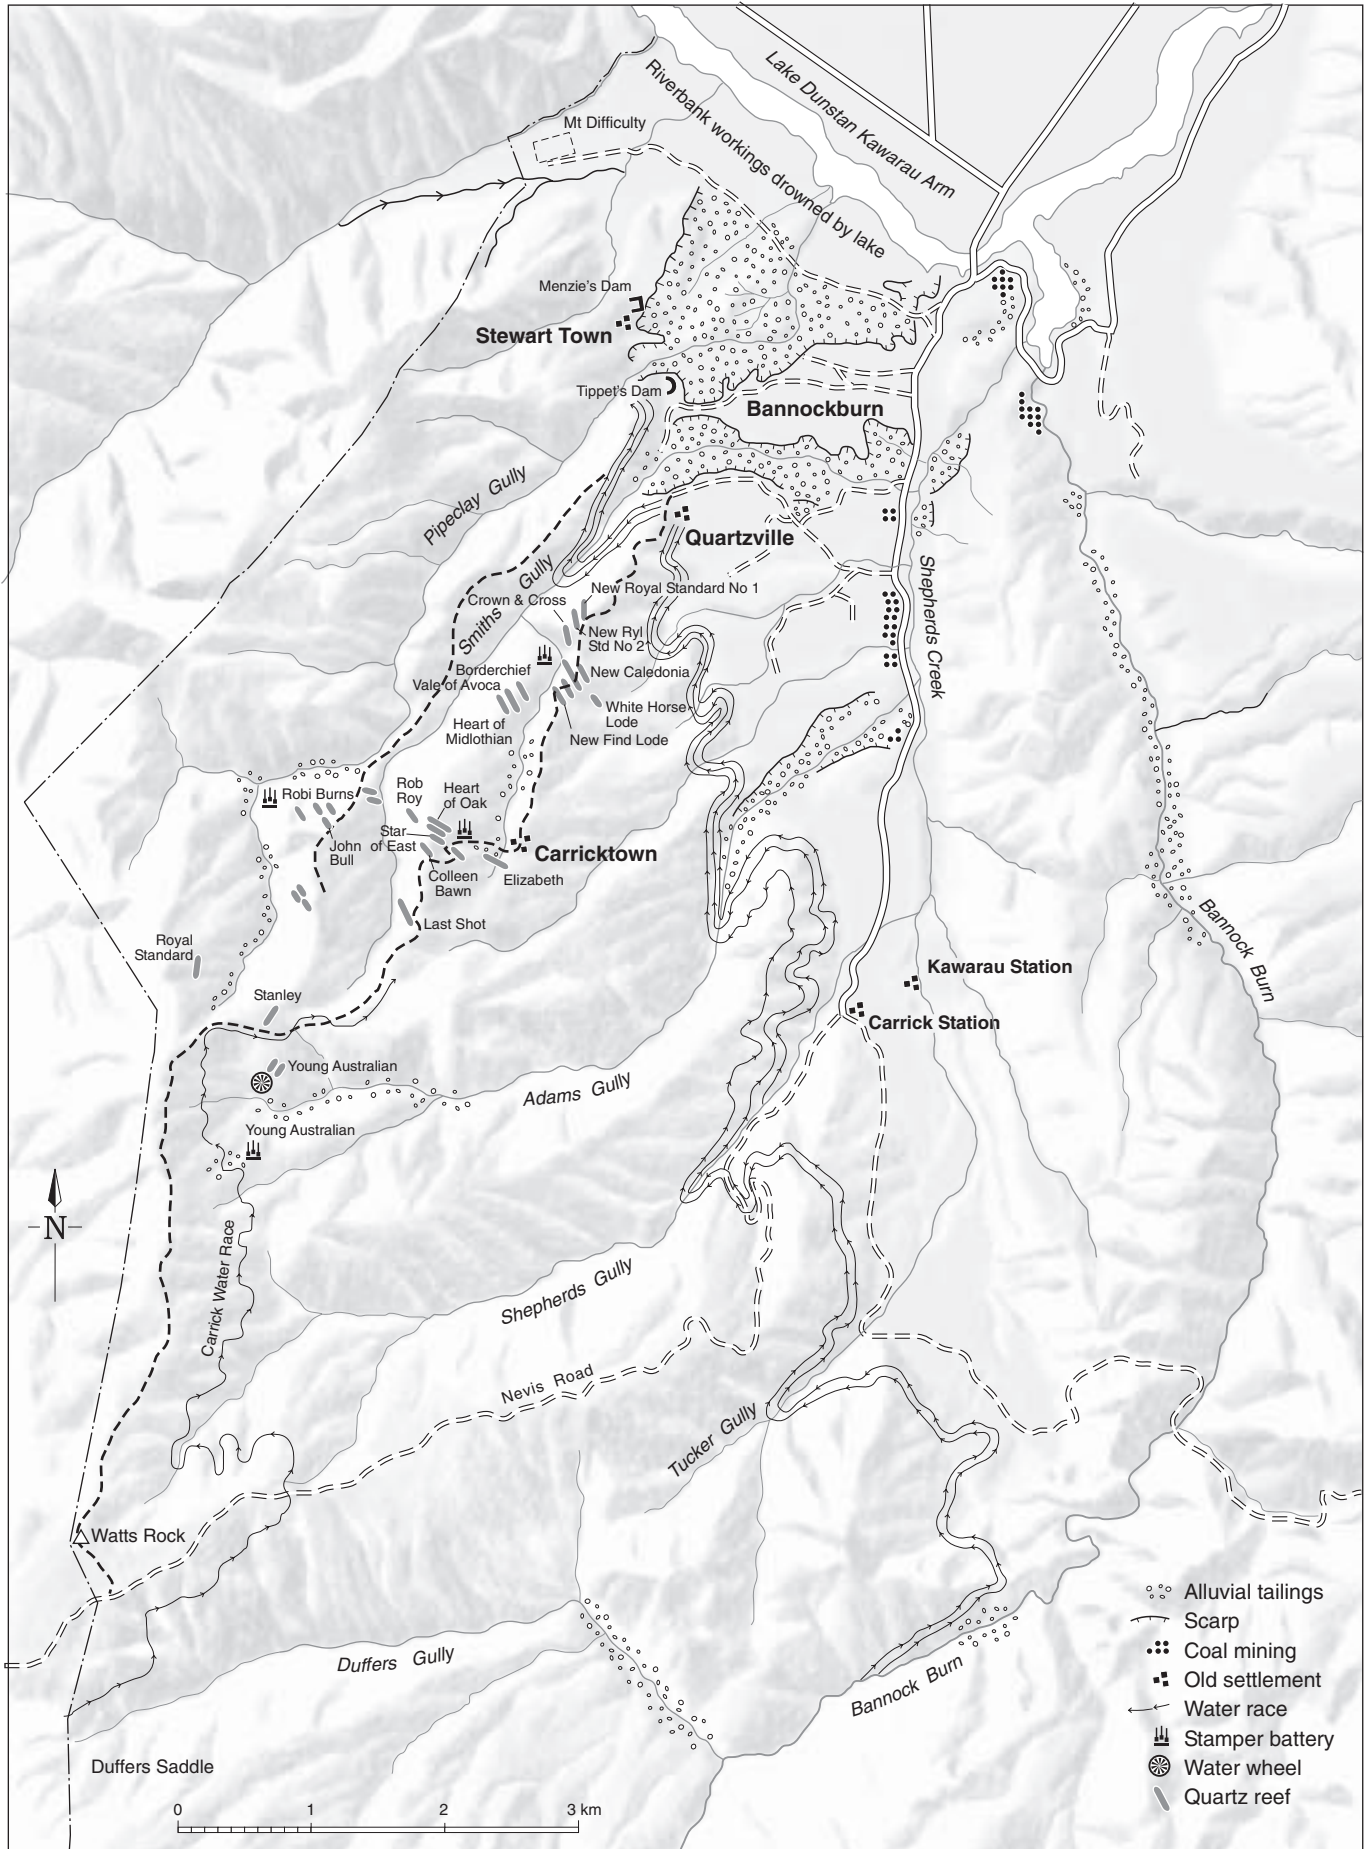 Mt Difficulty
Riverbank workings drowned by lake
Lake Dunstan Kawarau Arm
Menzie's Dam
Stewart Town
Tippet's Dam
Bannockburn
Pipeclay Gully
Quartzville
Smiths Gully
Shepherds Creek
Crown & Cross
New Royal Standard No 1
New Ryl
Std No 2
Borderchief
Vale of Avoca
New Caledonia
Heart of
Midlothian
White Horse
Lode
New Find Lode
Robi Burns
Rob
Roy
Heart
of Oak
John
Bull
Star
of East
Carricktown
Colleen
Bawn
Elizabeth
Last Shot
Royal
Standard
Bannock Burn
Kawarau Station
Stanley
Carrick Station
Young Australian
Adams Gully
Young Australian
N
Carrick Water Race
Shepherds Gully
Nevis Road
Tucker Gully
Watts Rock
Duffers Gully
Bannock Burn
Duffers Saddle
Alluvial tailings
Scarp
Coal mining
Old settlement
Water race
Stamper battery
Water wheel
Quartz reef
0 1 2 3 km